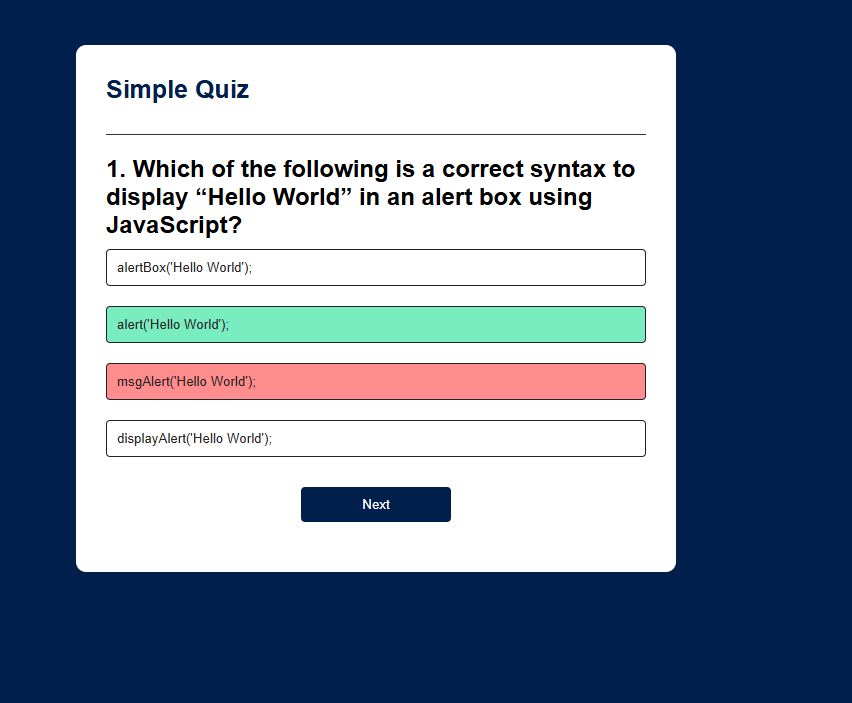 Simple Quiz
1. Which of the following is a correct syntax to
display “Hello World” in an alert box using
JavaScript?
alertBox('Hello World');
alert('Hello World');
msgAlert('Hello World');
displayAlert('Hello World');
Next